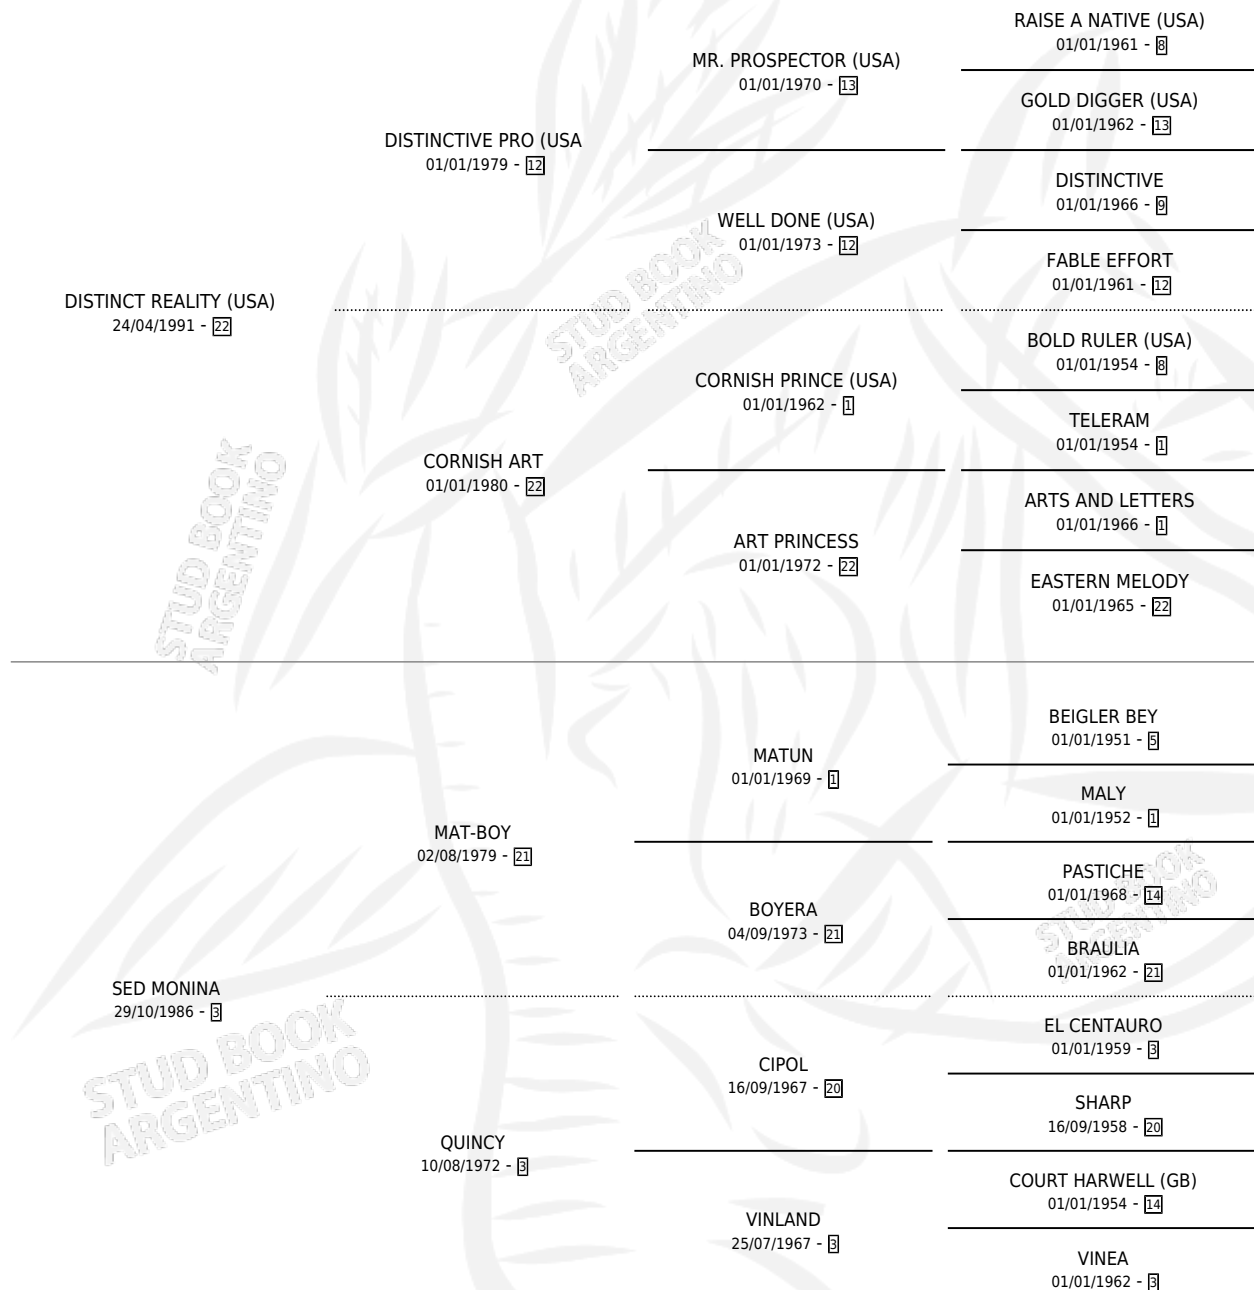 RAISE A NATIVE (USA)
01/01/1961 - 8
MR. PROSPECTOR (USA)
01/01/1970 - 13
GOLD DIGGER (USA)
01/01/1962 - 13
DISTINCTIVE PRO (USA
01/01/1979 - 12
DISTINCTIVE
01/01/1966 - 9
WELL DONE (USA)
01/01/1973 - 12
FABLE EFFORT
01/01/1961 - 12
DISTINCT REALITY (USA)
24/04/1991 - 22
BOLD RULER (USA)
01/01/1954 - 8
CORNISH PRINCE (USA)
01/01/1962 - 1
TELERAM
01/01/1954 - 1
CORNISH ART
01/01/1980 - 22
ARTS AND LETTERS
01/01/1966 - 1
ART PRINCESS
01/01/1972 - 22
EASTERN MELODY
01/01/1965 - 22
STUD BOOK
ARGENTINO
STUD BOOK
ARGENTINO
BEIGLER BEY
01/01/1951 - 5
MATUN
01/01/1969 - 1
MALY
01/01/1952 - 1
MAT-BOY
02/08/1979 - 21
PASTICHE
01/01/1968 - 14
BOYERA
04/09/1973 - 21
BRAULIA
01/01/1962 - 21
SED MONINA
29/10/1986 - 3
EL CENTAURO
01/01/1959 - 3
CIPOL
16/09/1967 - 20
SHARP
16/09/1958 - 20
QUINCY
10/08/1972 - 3
COURT HARWELL (GB)
01/01/1954 - 14
VINLAND
25/07/1967 - 3
VINEA
01/01/1962 - 3
STUD BOOK
ARGENTINO
STUD BOOK
ARGENTINO